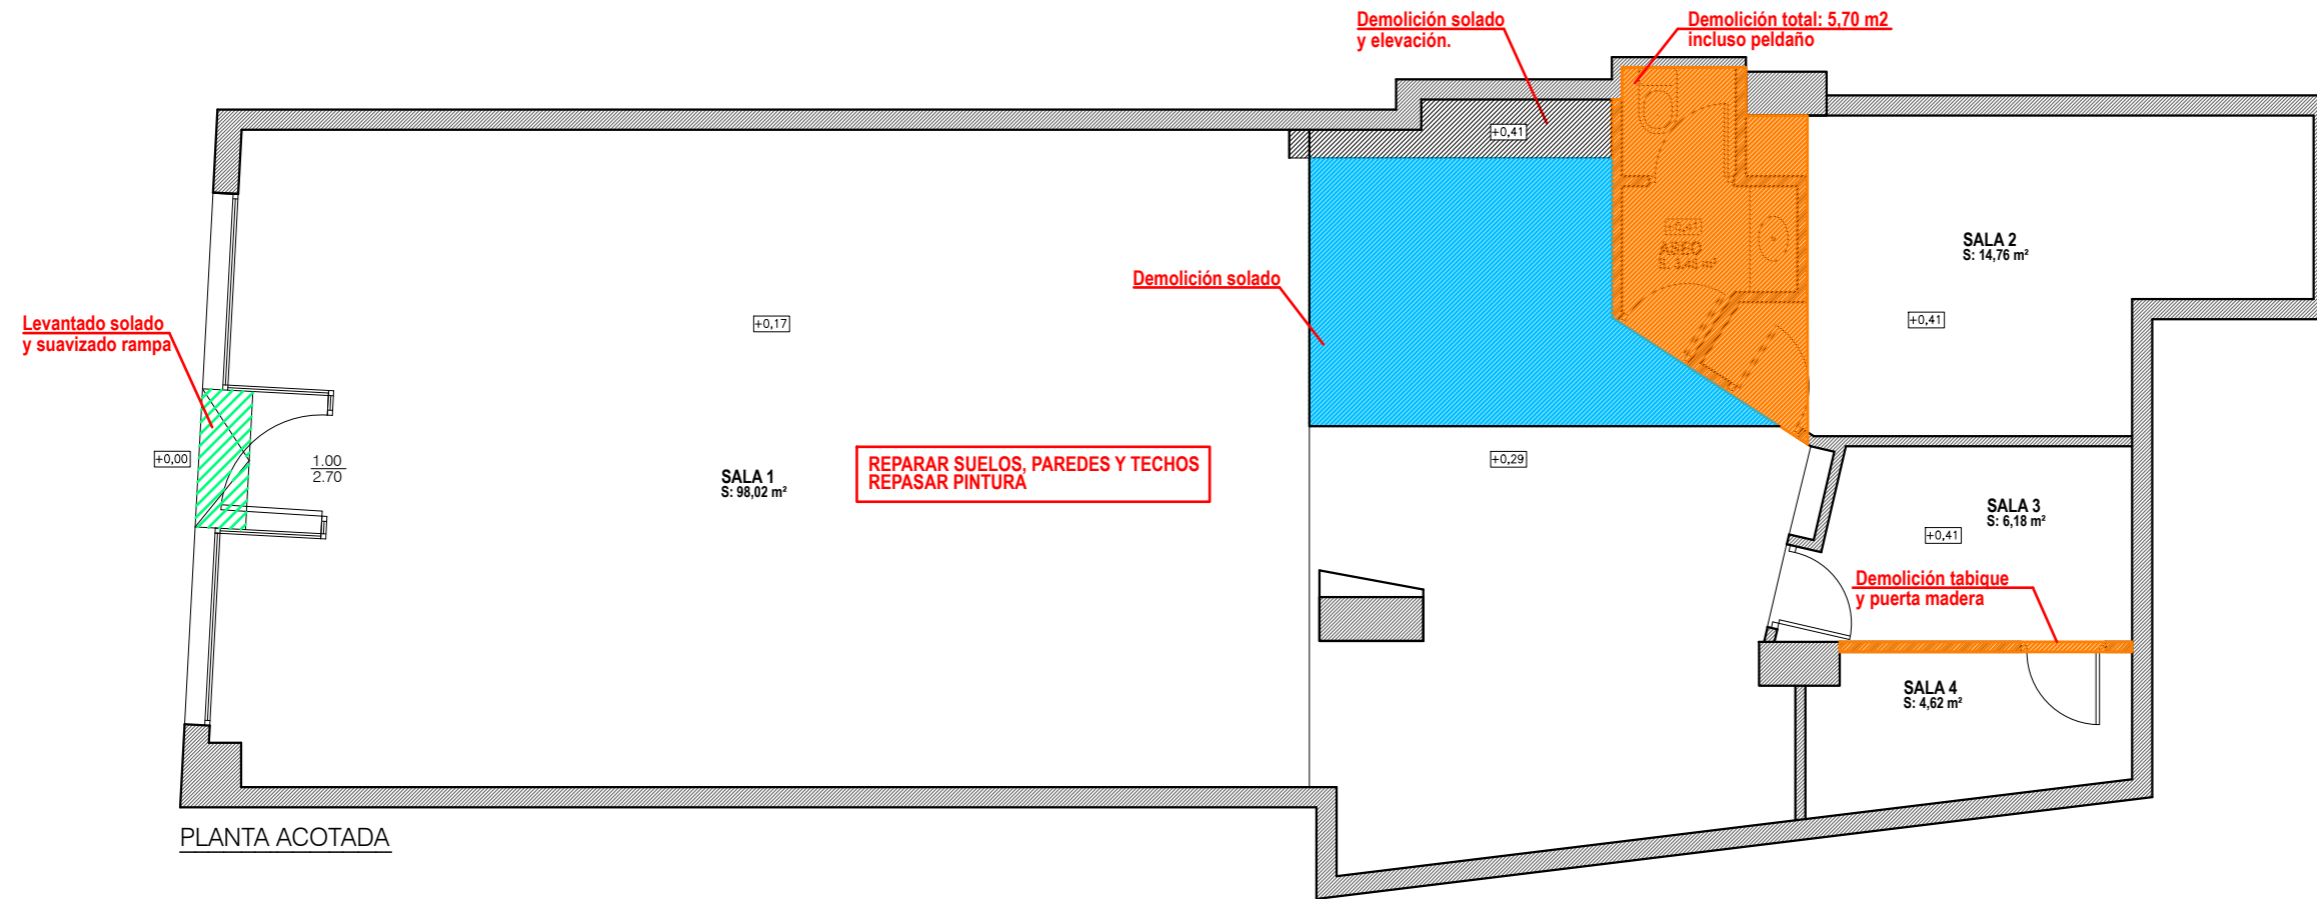 Demolición solado
y elevación.
Demolición total: 5,70 m2
incluso peldaño
+0,41
SALA 2
S: 14,76 m²
ASEO
Demolición solado
+0,17
+0,41
Levantado solado
y suavizado rampa
+0,00
1.00
2.70
SALA 1
S: 98,02 m²
REPARAR SUELOS, PAREDES Y TECHOS
REPASAR PINTURA
+0,29
SALA 3
S: 6,18 m²
+0,41
Demolición tabique
y puerta madera
SALA 4
S: 4,62 m²
PLANTA ACOTADA